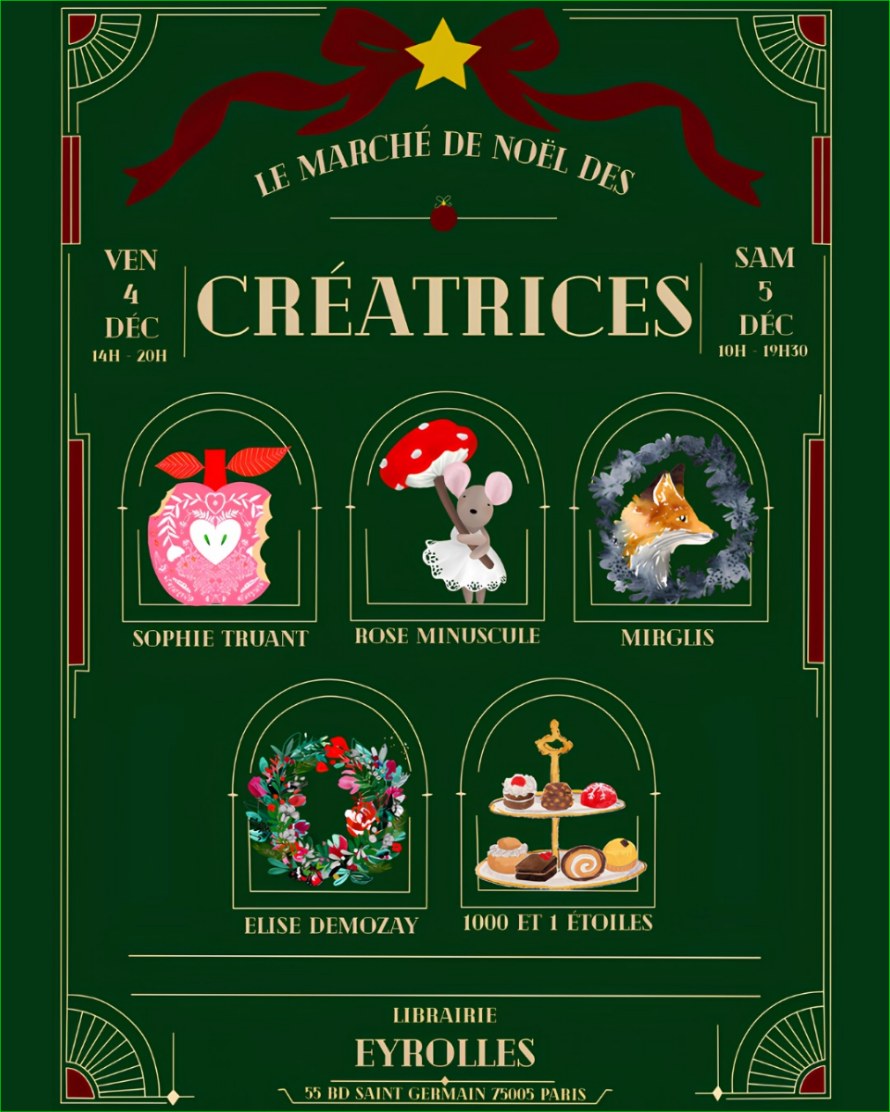 LE MARCHÉ DE NOËL DES
VEN
4
DÉC
14H - 20H
CRÉATRICES
SAM
5
DÉC
10H - 19H30
SOPHIE TRUANT
ROSE MINUSCULE
MIRGLIS
ELISE DEMOZAY
1000 ET 1 ÉTOILES
LIBRAIRIE
EYROLLES
55 BD SAINT GERMAIN 75005 PARIS